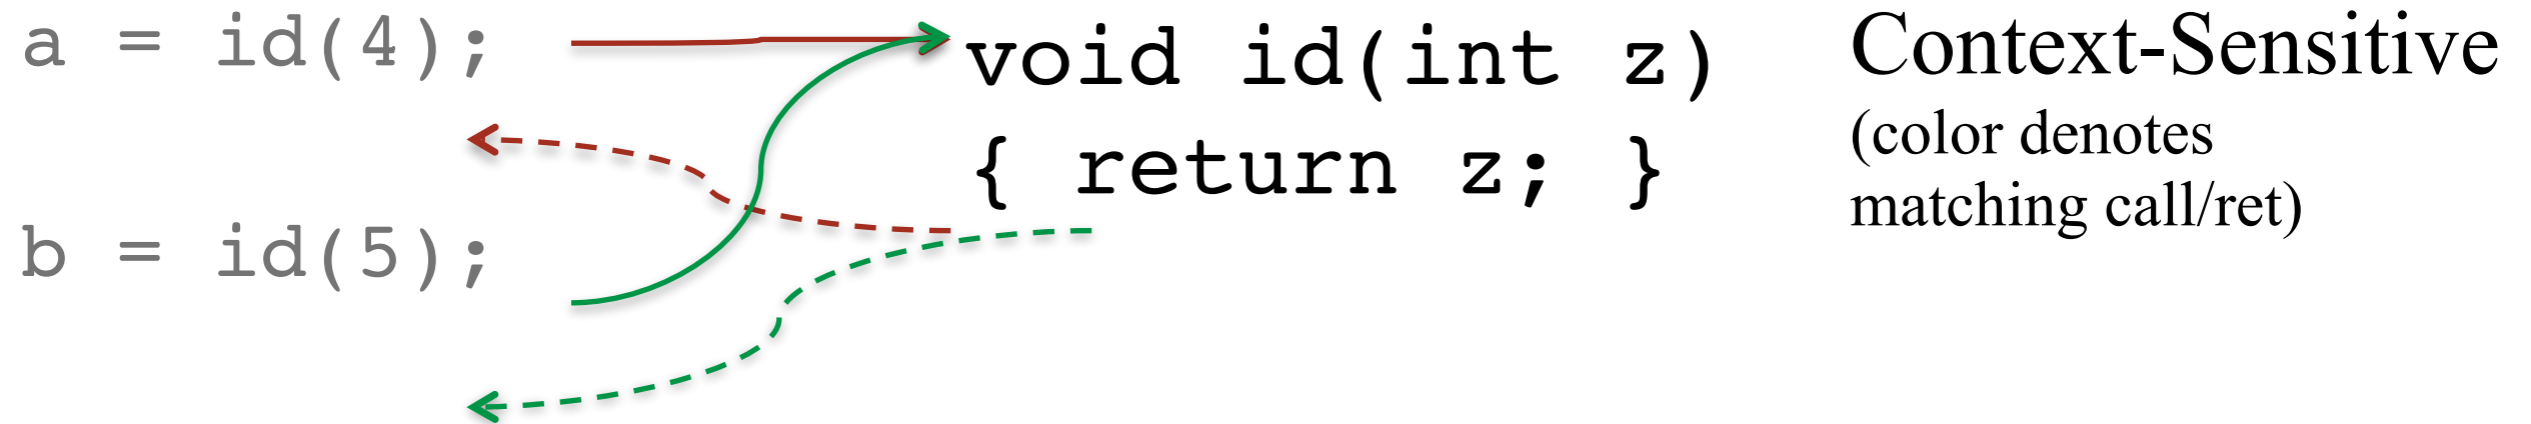 a = id(4);
b = id(5);
void id(int z)
{ return z; }
Context-Sensitive
(color denotes
matching call/ret)